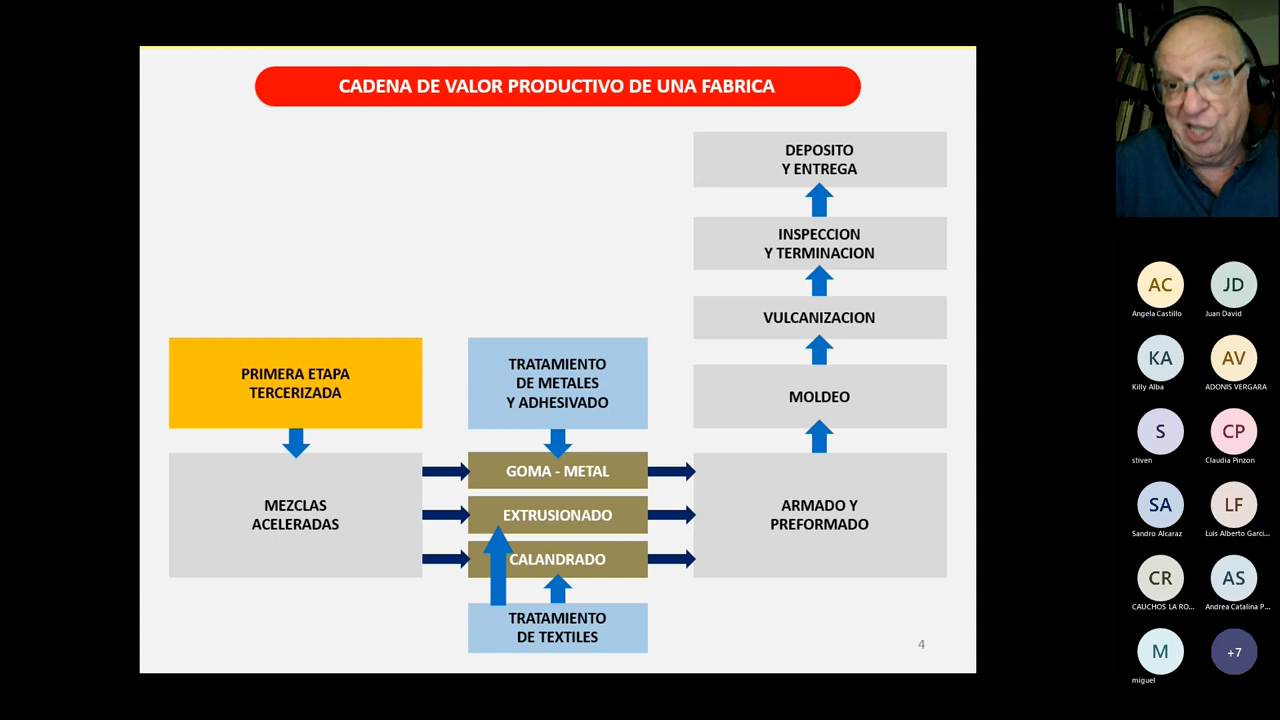 CADENA DE VALOR PRODUCTIVO DE UNA FABRICA
DEPOSITO
Y ENTREGA
INSPECCION
Y TERMINACION
VULCANIZACION
PRIMERA ETAPA
TERCERIZADA
TRATAMIENTO
DE METALES
Y ADHESIVADO
MOLDEO
MEZCLAS
ACELERADAS
GOMA - METAL
EXTRUSIONADO
CALANDRADO
ARMADO Y
PREFORMADO
TRATAMIENTO
DE TEXTILES
4
AC
Angela Castillo
JD
Juan David
KA
Killy Alba
AV
ADONIS VERGARA
S
stiven
CP
Claudia Pinzon
SA
Sandro Alcaraz
LF
Luis Alberto Garci...
CR
CAUCHOS LA RO...
AS
Andrea Catalina P...
M
miguel
+7